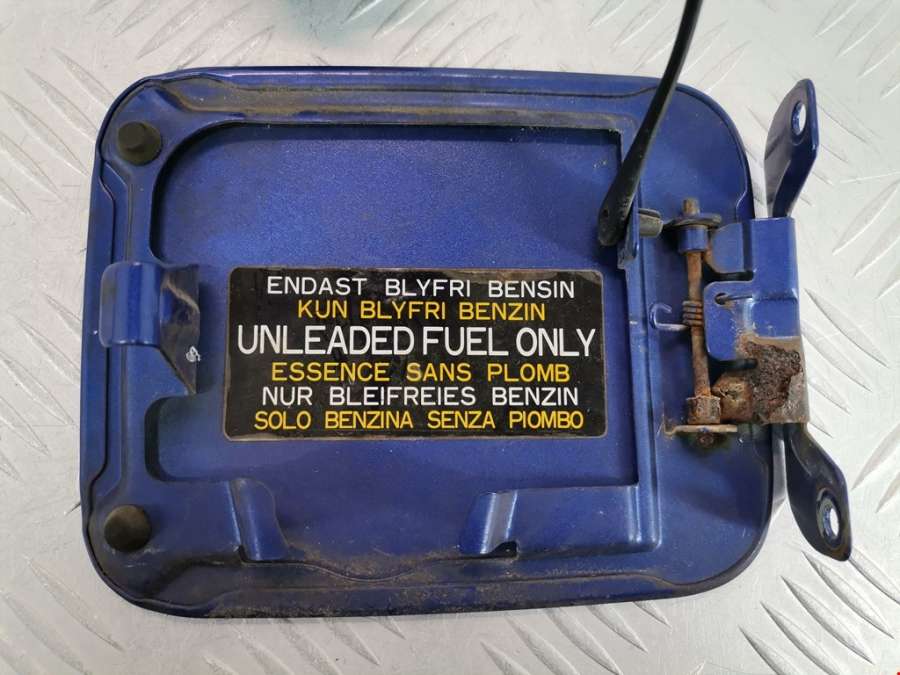 ENDAST BLYFRI BENSIN
KUN BLYFRI BENZIN
UNLEADED FUEL ONLY
ESSENCE SANS PLOMB
NUR BLEIFREIES BENZIN
SOLO BENZINA SENZA PIOMBO